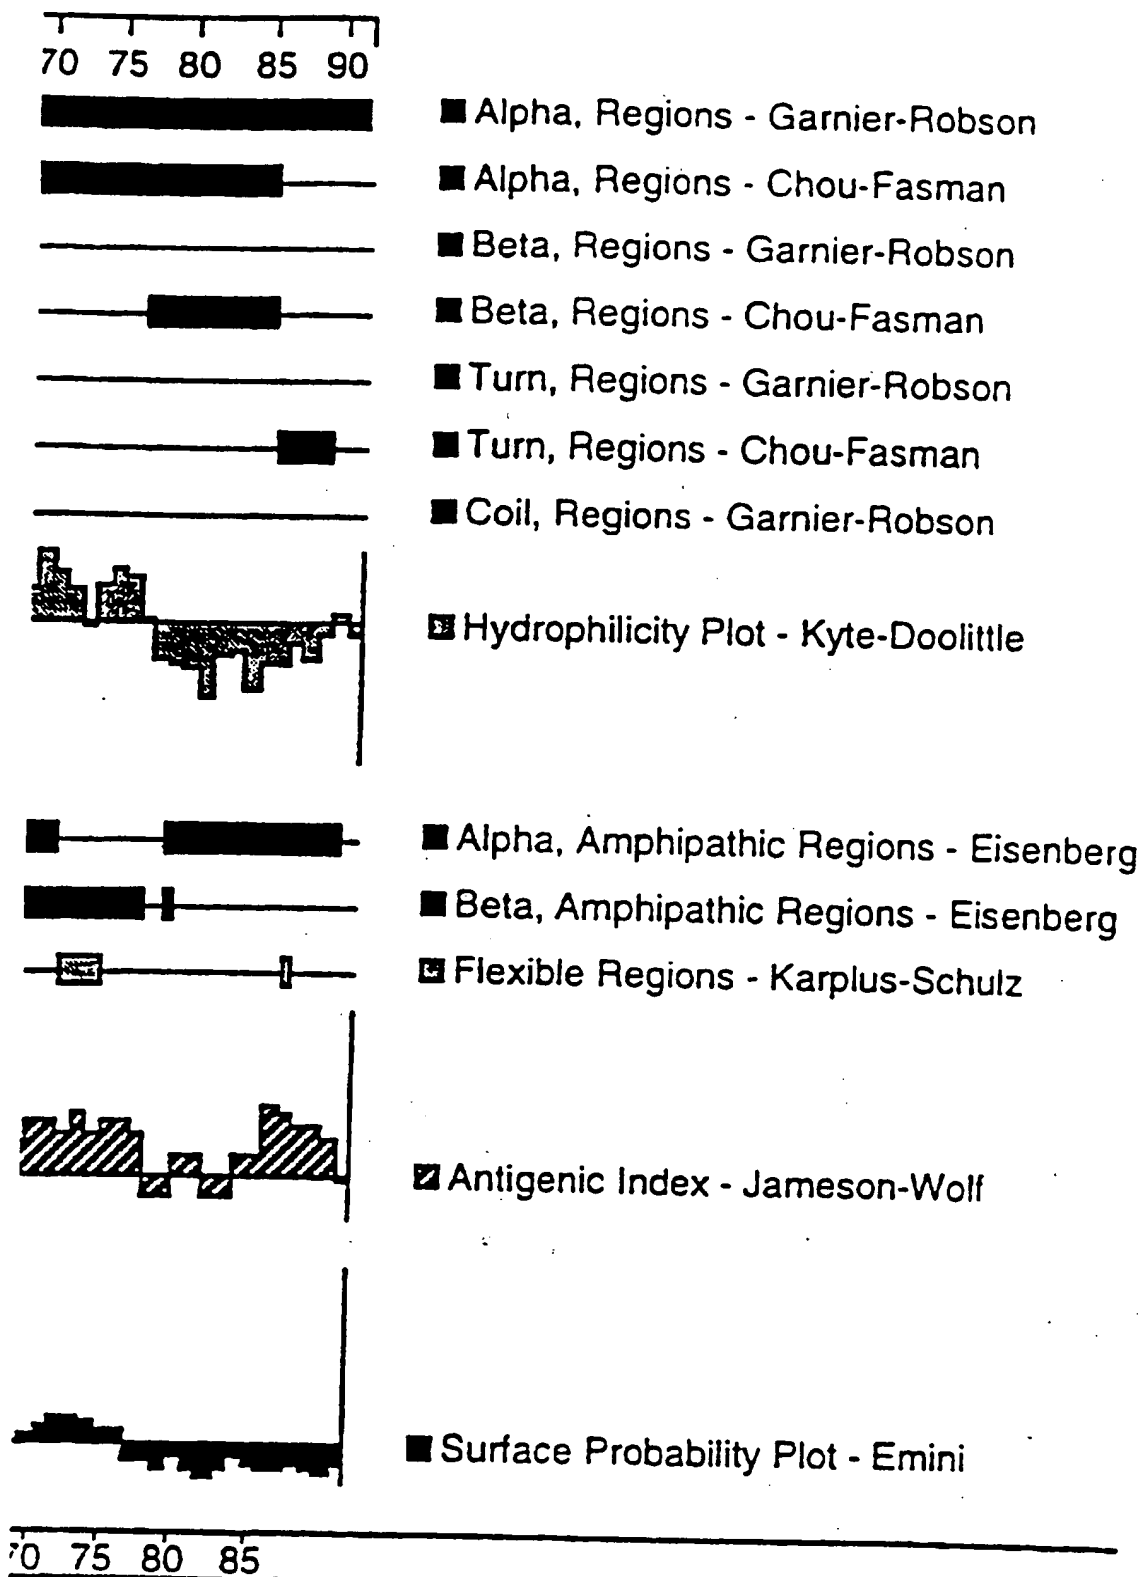 70 75 80 85 90
Alpha, Regions - Garnier-Robson
Alpha, Regions - Chou-Fasman
Beta, Regions - Garnier-Robson
Beta, Regions - Chou-Fasman
Turn, Regions - Garnier-Robson
Turn, Regions - Chou-Fasman
Coil, Regions - Garnier-Robson
Hydrophilicity Plot - Kyte-Doolittle
Alpha, Amphipathic Regions - Eisenberg
Beta, Amphipathic Regions - Eisenberg
Flexible Regions - Karplus-Schulz
Antigenic Index - Jameson-Wolf
Surface Probability Plot - Emini
70 75 80 85